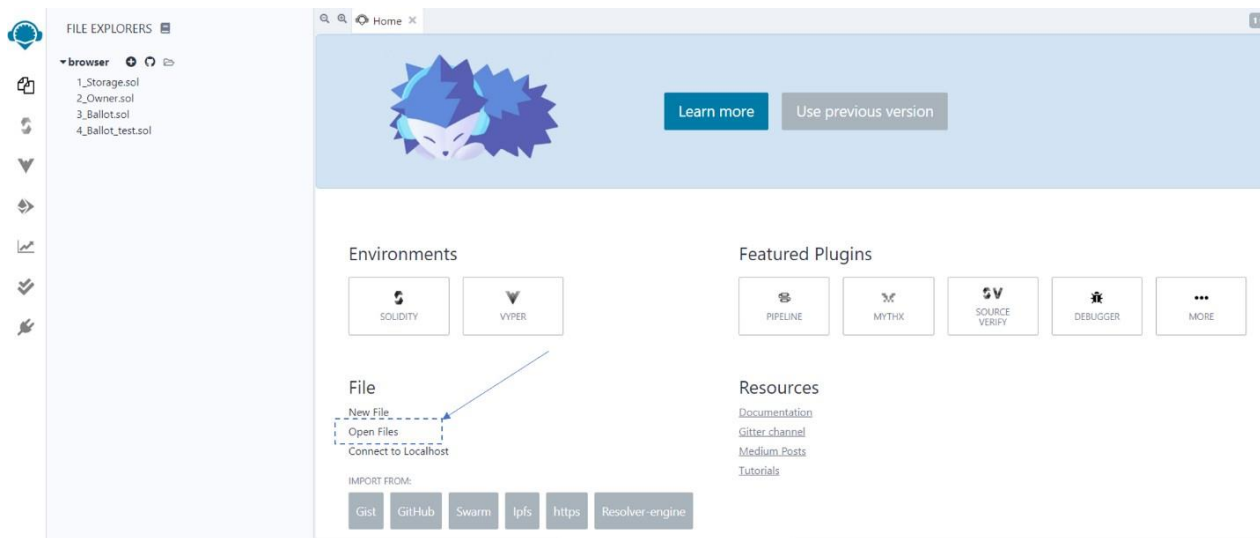 FILE EXPLORERS
browser
1_Storage.sol
2_Owner.sol
3_Ballot.sol
4_Ballot_test.sol
Home
Learn more
Use previous version
Environments
SOLIDITY
VYPER
Featured Plugins
PIPELINE
MYTHX
SOURCE
VERIFY
DEBUGGER
MORE
File
New File
Open Files
Connect to Localhost
IMPORT FROM:
Gist GitHub Swarm Ipfs https Resolver-engine
Resources
Documentation
Gitter channel
Medium Posts
Tutorials